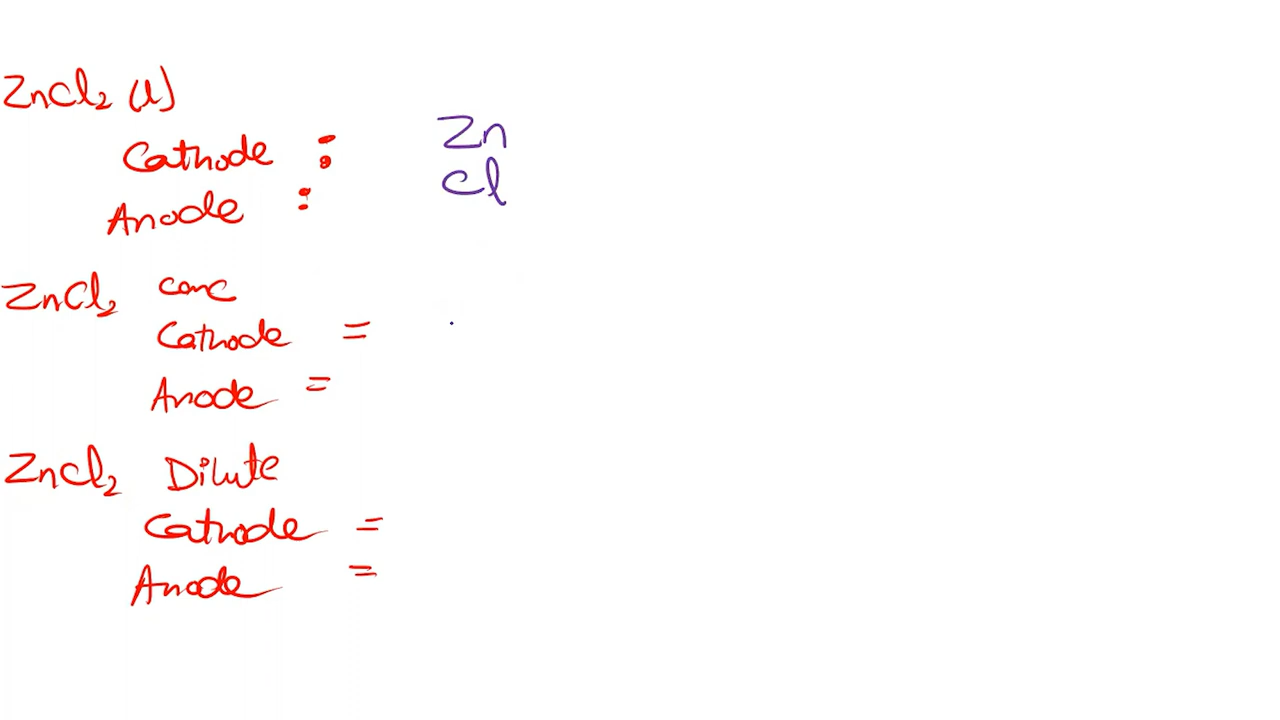 ZnCl2 (l)
Cathode : Zn
Anode : Cl
ZnCl2 conc
Cathode =
Anode =
ZnCl2 Dilute
Cathode =
Anode =